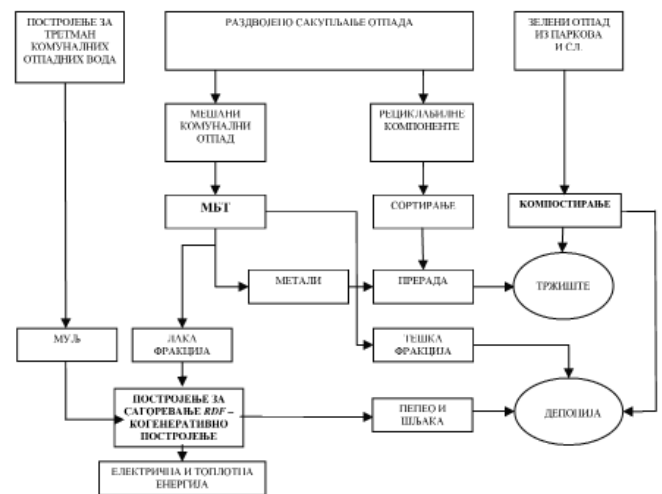 ПОСТРОЈЕЊЕ ЗА
ТРЕТМАН
КОМУНАЛНИХ
ОТПАДНИХ ВОДА
РАЗДВОЈЕНО САКУПЉАЊЕ ОТПАДА
ЗЕЛЕНИ ОТПАД
ИЗ ПАРКОВА
И СЛ.
МЕШАНИ
КОМУНАЛНИ
ОТПАД
РЕЦИКЛАБИЛНЕ
КОМПОНЕНТЕ
МБТ
СОРТИРАЊЕ
КОМПОСТИРАЊЕ
МЕТАЛИ
ПРЕРАДА
ТРЖИШТЕ
МУЉ
ЛАКА
ФРАКЦИЈА
ТЕШКА
ФРАКЦИЈА
ПОСТРОЈЕЊЕ ЗА
САГОРЕВАЊЕ RDF –
КОГЕНЕРАТИВНО
ПОСТРОЈЕЊЕ
ПЕПЕО И
ШЉАКА
ДЕПОНИЈА
ЕЛЕКТРИЧНА И ТОПЛОТНА
ЕНЕРГИЈА